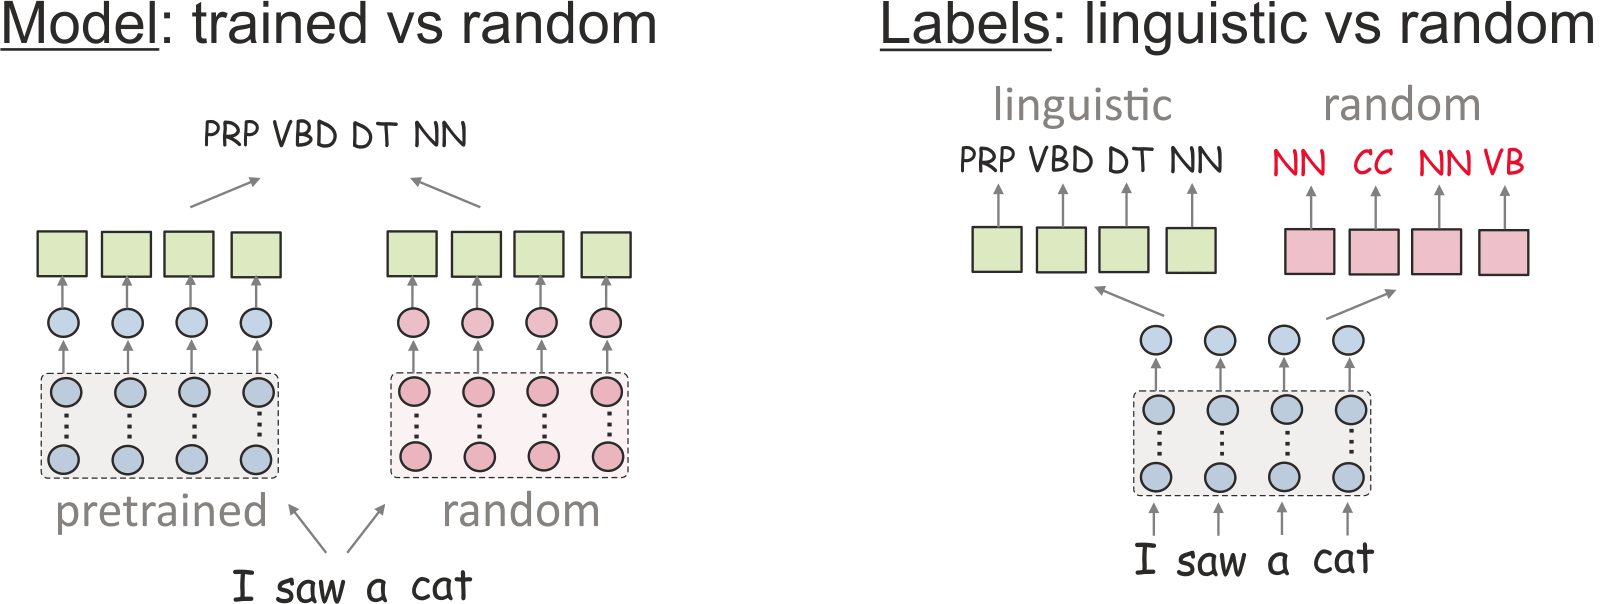 Model: trained vs random
PRP VBD DT NN
pretrained
random
I saw a cat
Labels: linguistic vs random
linguistic
random
PRP VBD DT NN
NN CC NN VB
I saw a cat